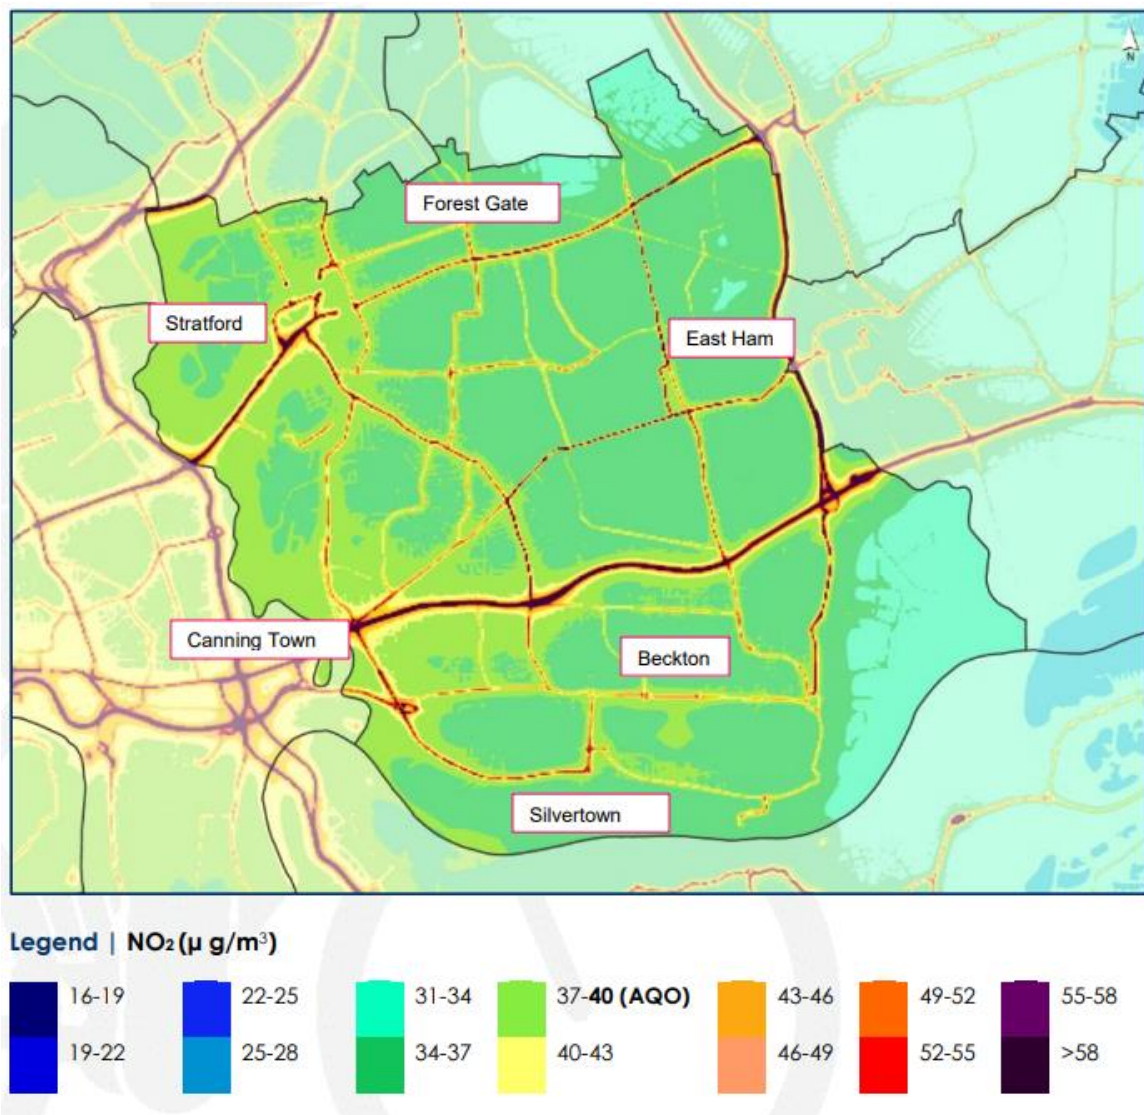 N
Forest Gate
Stratford
East Ham
Canning Town
Beckton
Silvertown
Legend | NO₂ (µ g/m³)
16-19 22-25 31-34 37-40 (AQO) 43-46 49-52 55-58
19-22 25-28 34-37 40-43 46-49 52-55 >58